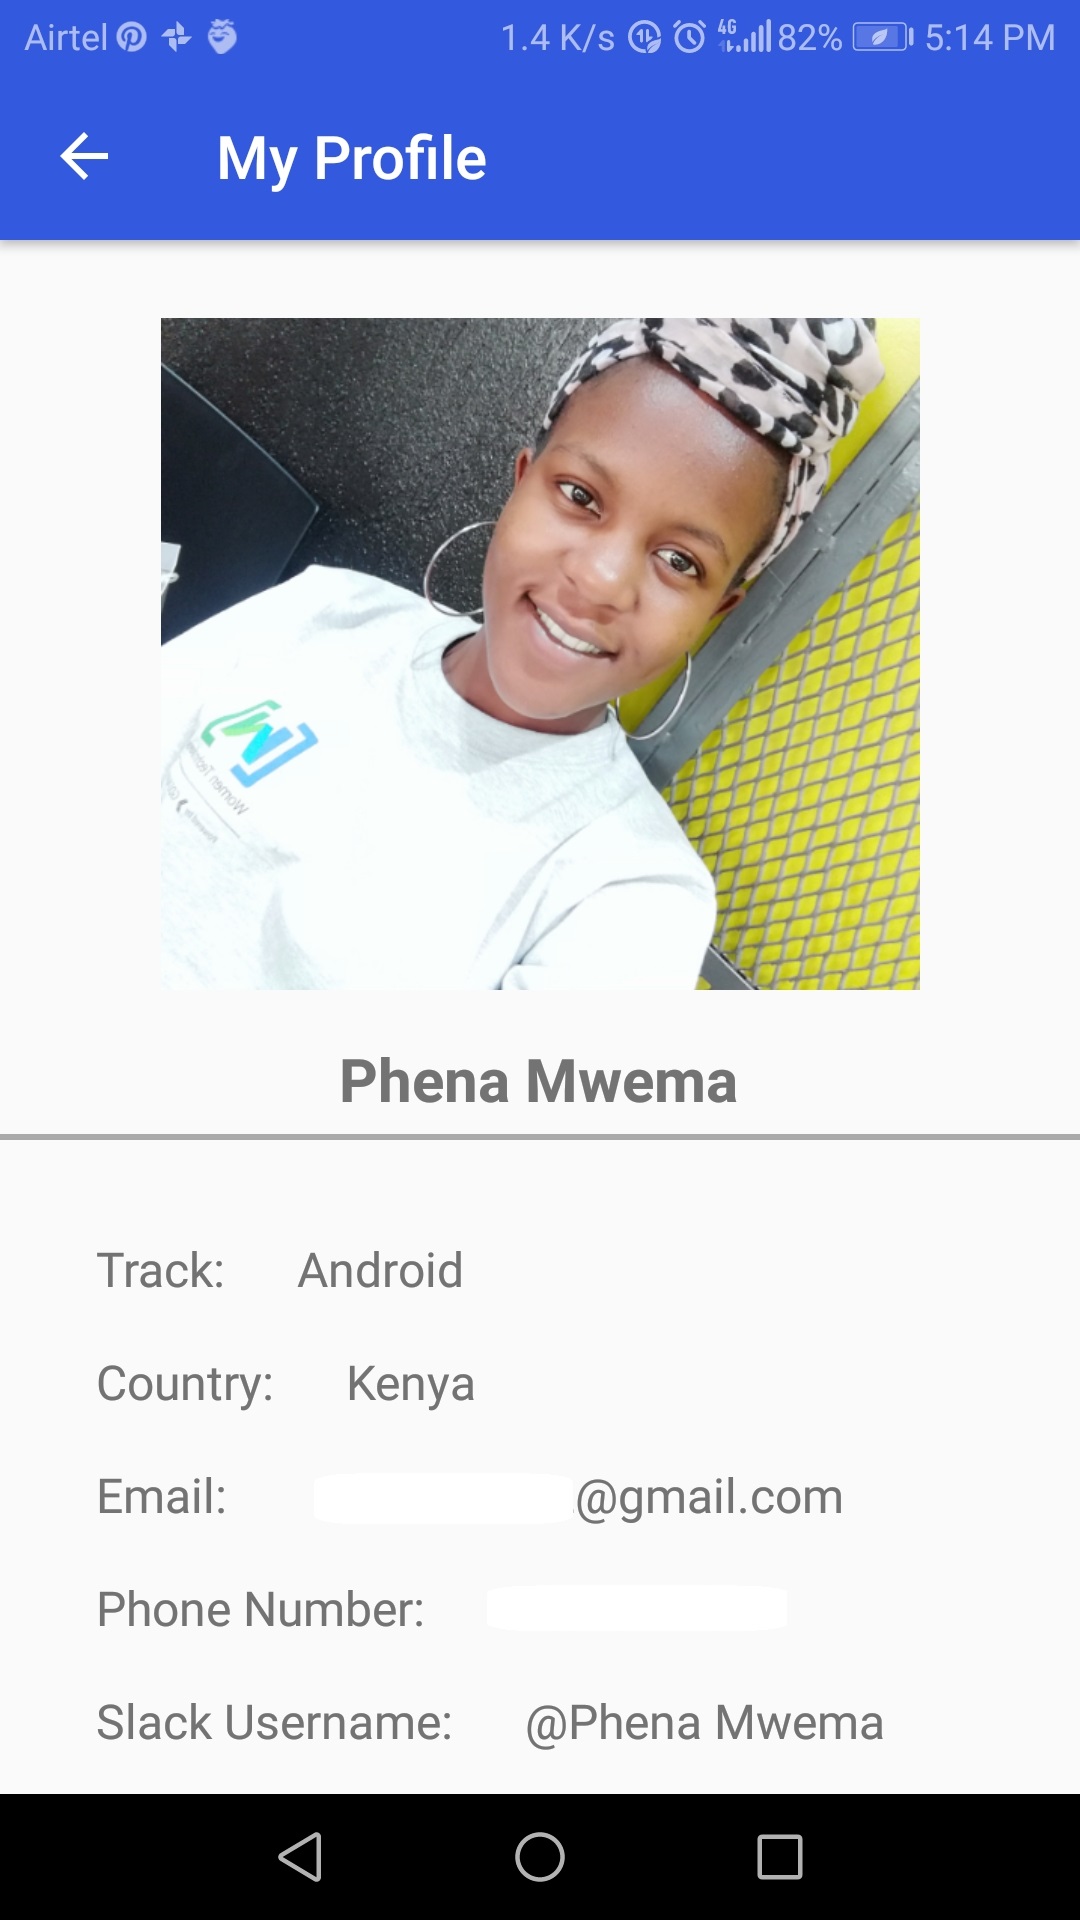 Airtel 1.4 K/s 4G 82% 5:14 PM
My Profile
Phena Mwema
Track: Android
Country: Kenya
Email: @gmail.com
Phone Number:
Slack Username: @Phena Mwema